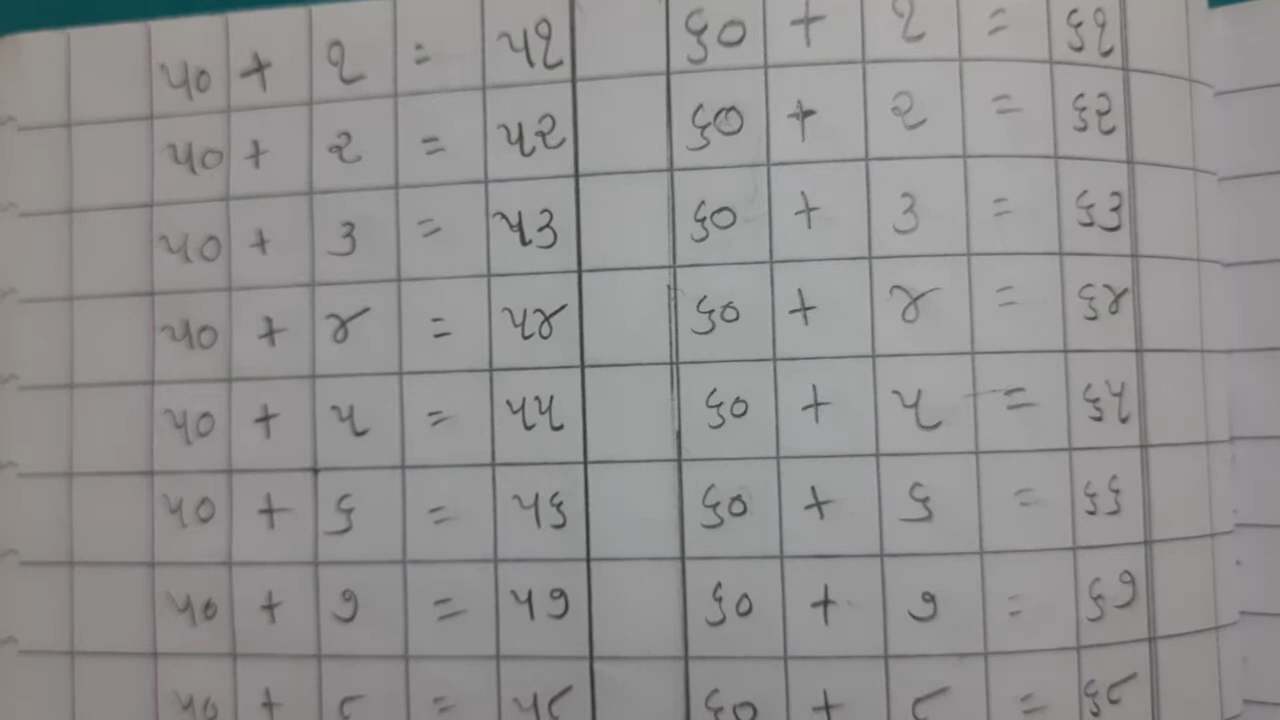 ૫૦ + ૧ = ૫૧ ૬૦ + ૧ = ૬૧
૫૦ + ૨ = ૫૨ ૬૦ + ૨ = ૬૨
૫૦ + ૩ = ૫૩ ૬૦ + ૩ = ૬૩
૫૦ + ૪ = ૫૪ ૬૦ + ૪ = ૬૪
૫૦ + ૫ = ૫૫ ૬૦ + ૫ = ૬૫
૫૦ + ૬ = ૫૬ ૬૦ + ૬ = ૬૬
૫૦ + ૭ = ૫૭ ૬૦ + ૭ = ૬૭
૫૦ + ૮ = ૫૮ ૬૦ + ૮ = ૬૮